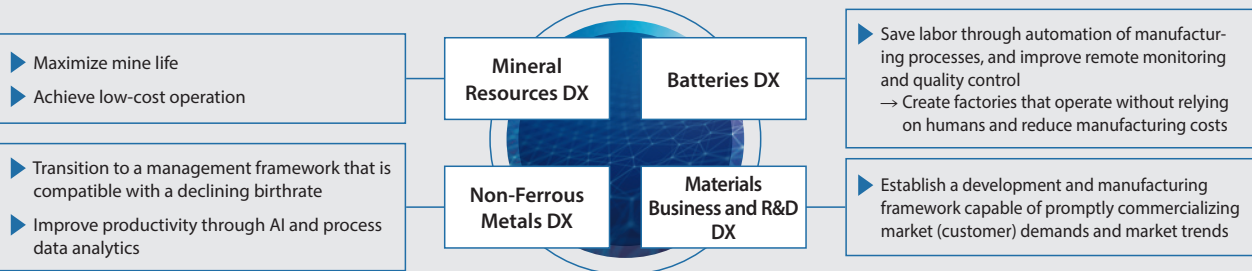 ▶ Maximize mine life
▶ Achieve low-cost operation
Mineral
Resources DX
Batteries DX
▶ Save labor through automation of manufactur-
ing processes, and improve remote monitoring
and quality control
→ Create factories that operate without relying
on humans and reduce manufacturing costs
▶ Transition to a management framework that is
compatible with a declining birthrate
▶ Improve productivity through AI and process
data analytics
Non-Ferrous
Metals DX
Materials
Business and R&D
DX
▶ Establish a development and manufacturing
framework capable of promptly commercializing
market (customer) demands and market trends